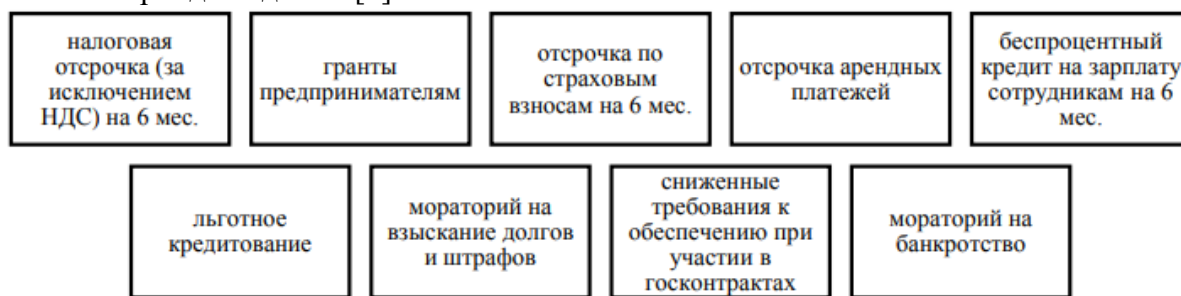 налоговая
отсрочка (за
исключением
НДС) на 6 мес.
гранты
предпринимателям
отсрочка по
страховым
взносам на 6 мес.
отсрочка арендных
платежей
беспроцентный
кредит на зарплату
сотрудникам на 6
мес.
льготное
кредитование
мораторий на
взыскание долгов
и штрафов
сниженные
требования к
обеспечению при
участии в
госконтрактах
мораторий на
банкротство